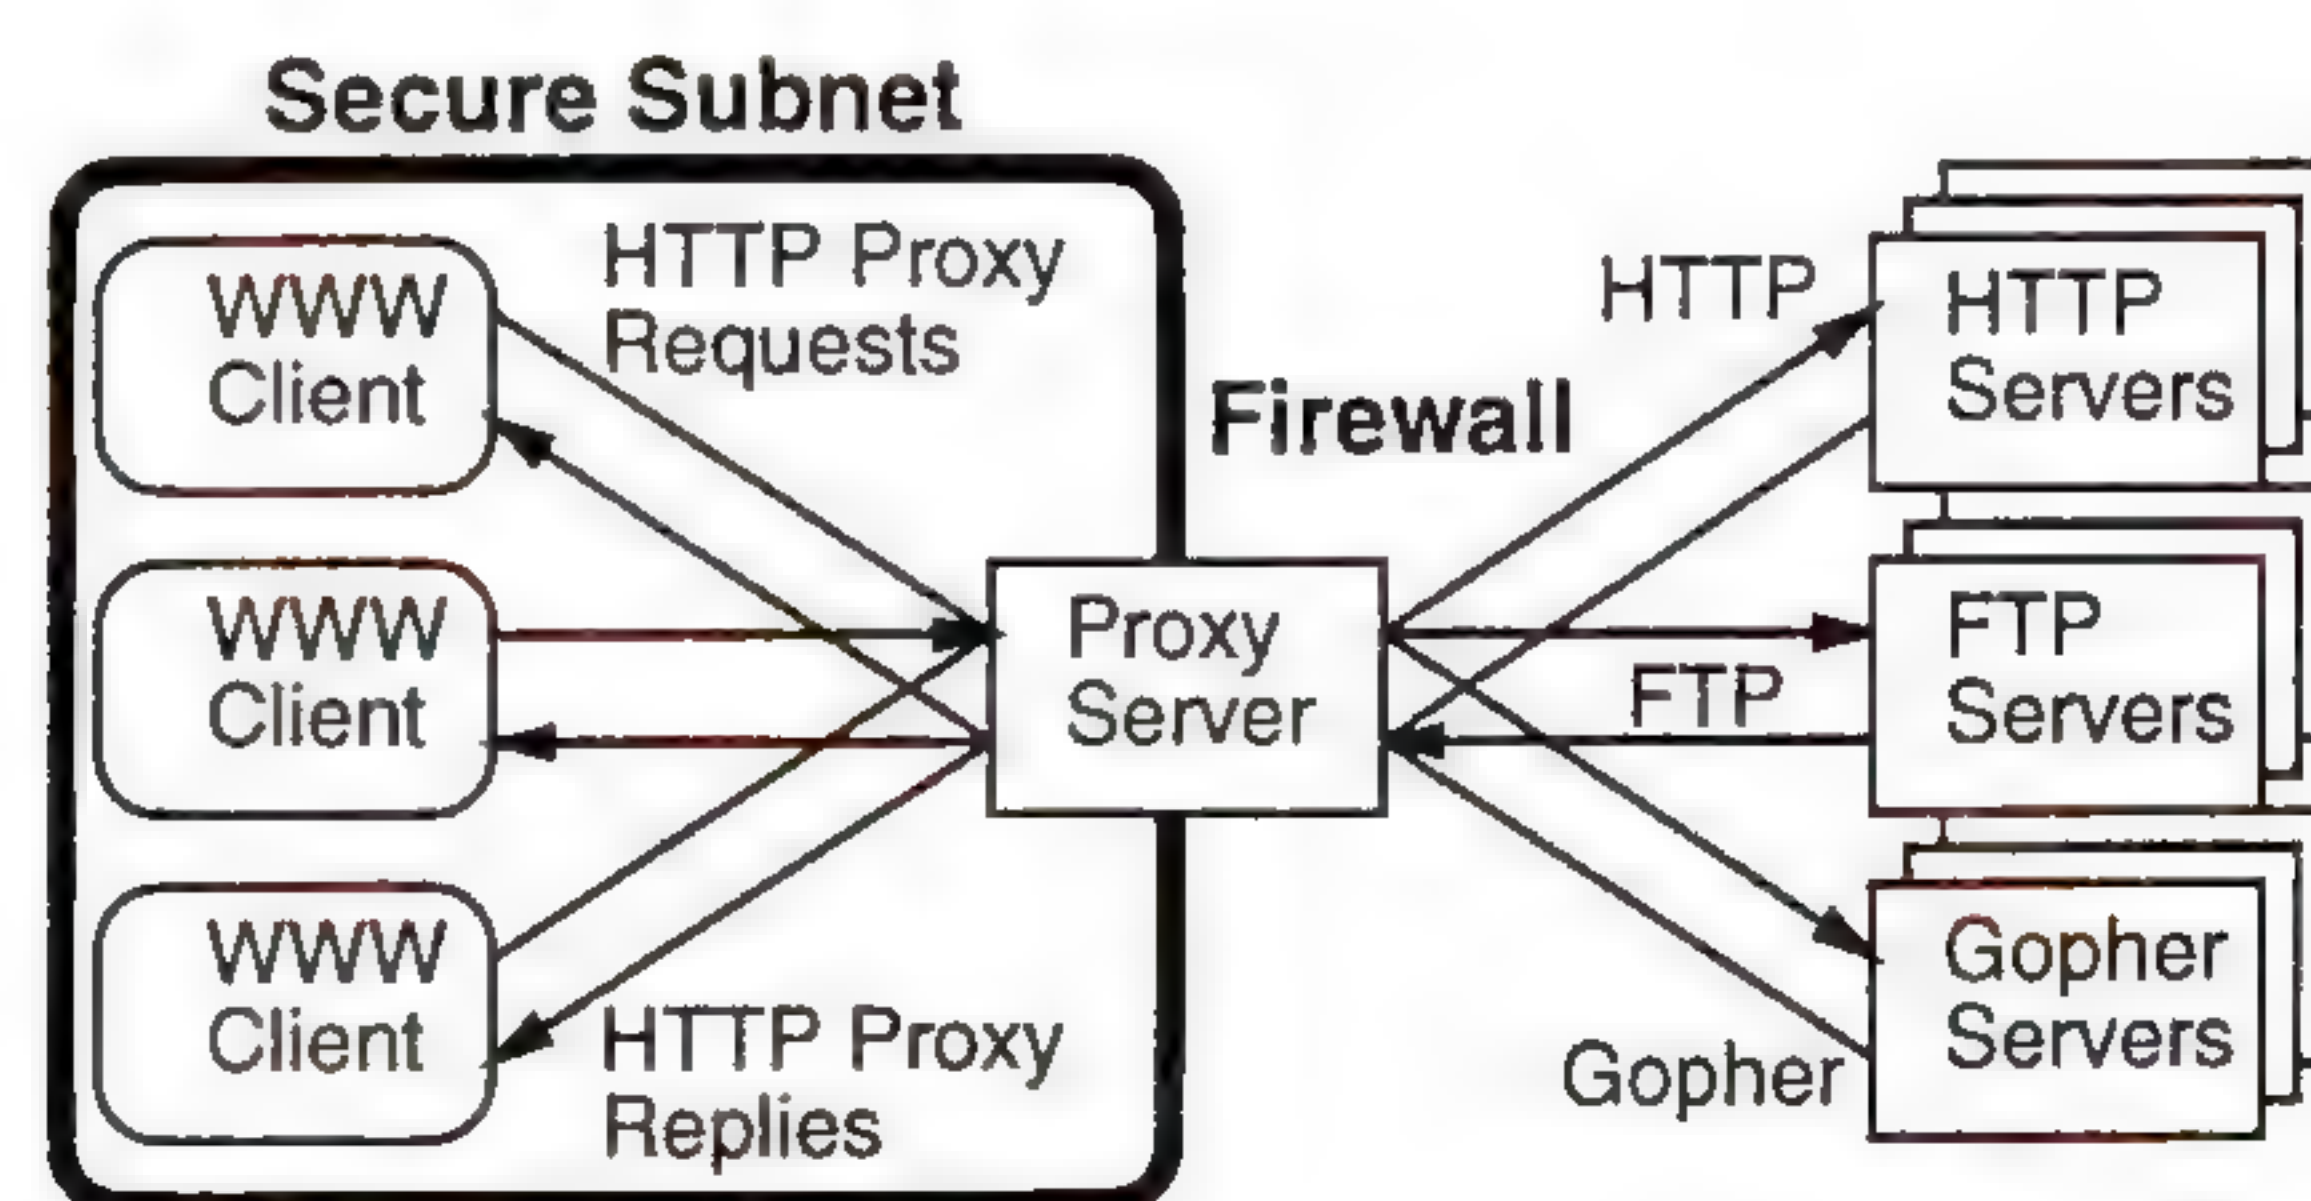 Secure Subnet
WWW
Client
HTTP Proxy
Requests
WWW
Client
WWW
Client
HTTP Proxy
Replies
Firewall
Proxy
Server
HTTP
FTP
Gopher
HTTP
Servers
FTP
Servers
Gopher
Servers